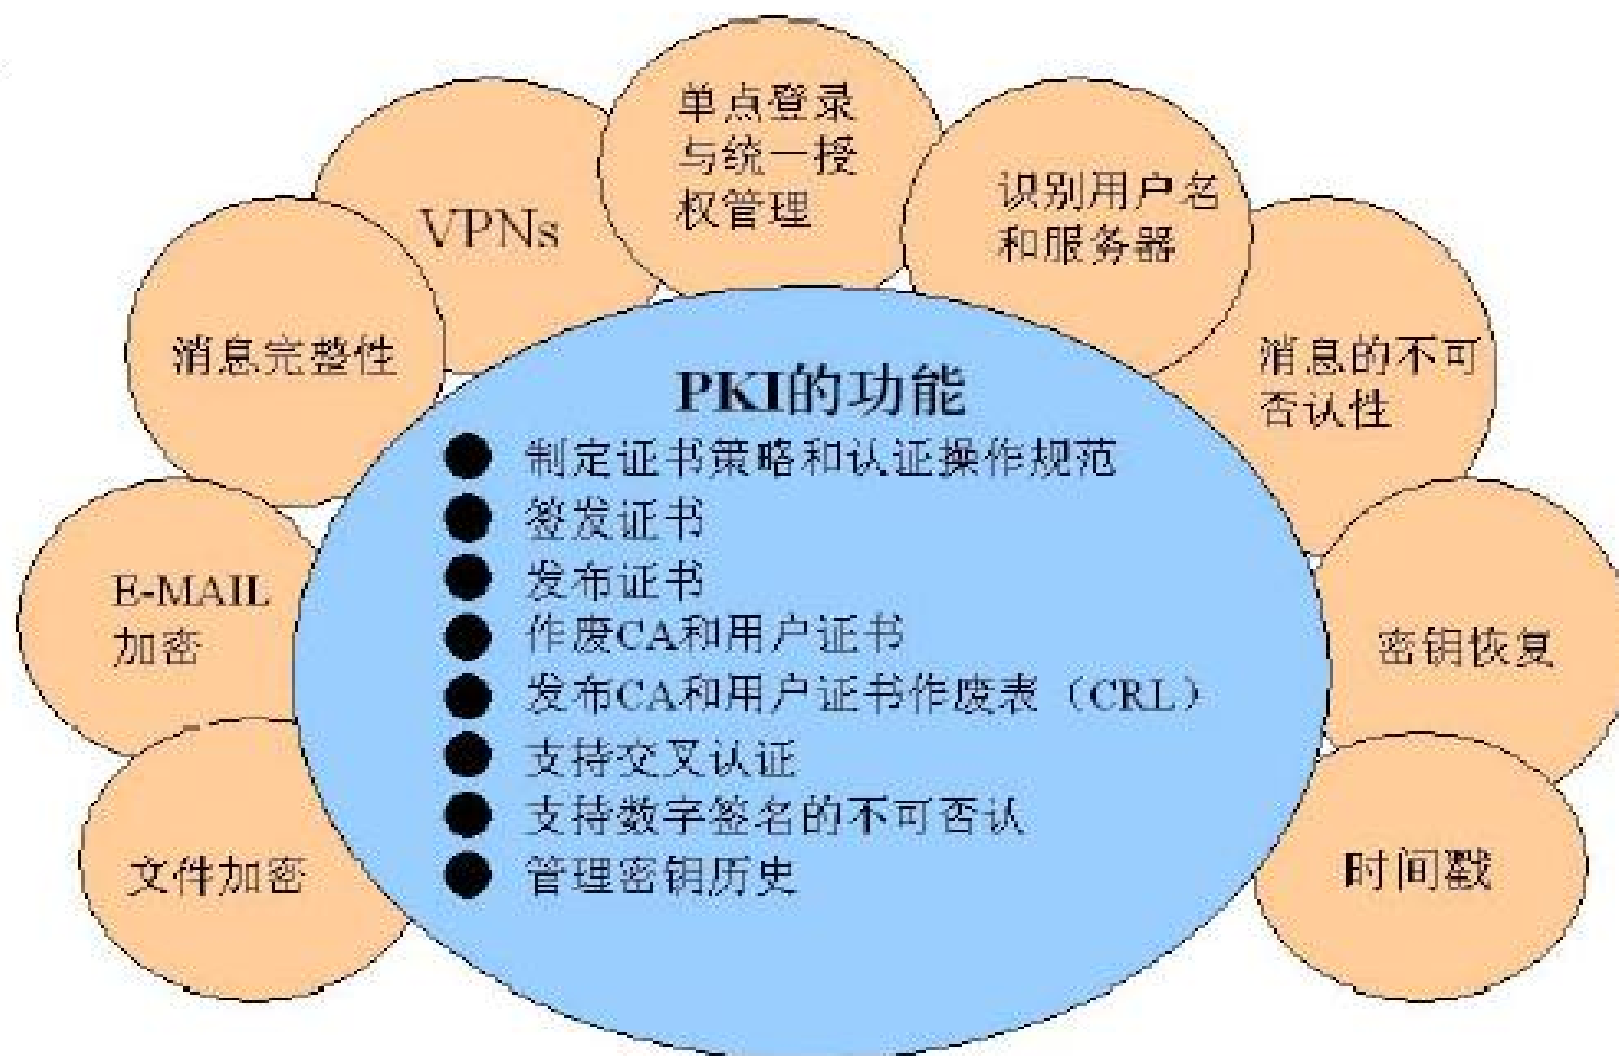 单点登录
与统一授
权管理
VPNs
识别用户名
和服务器
消息完整性
消息的不可
否认性
E-MAIL
加密
密钥恢复
文件加密
时间戳
PKI的功能
制定证书策略和认证操作规范
签发证书
发布证书
作废CA和用户证书
发布CA和用户证书作废表（CRL）
支持交叉认证
支持数字签名的不可否认
管理密钥历史